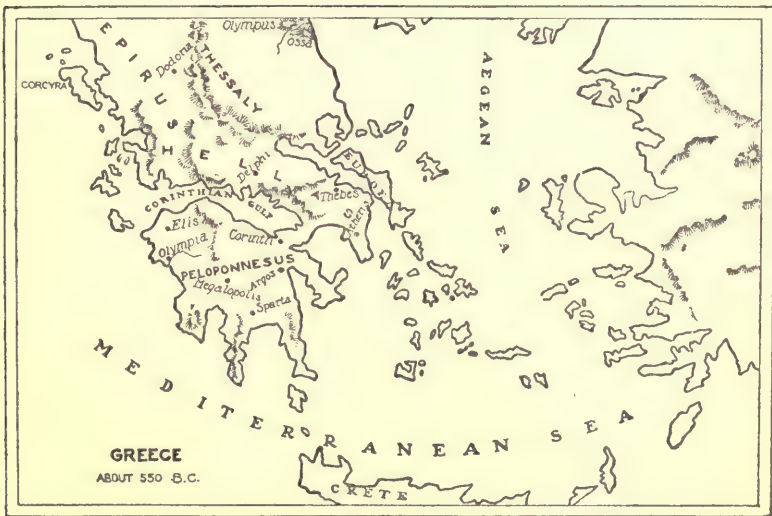 Olympus
Ossa
EPIRUS
Dodona
THESSALY
CORCYRA
AEGEAN
SEA
HELLAS
Delphi
EUBOEA
CORINTHIAN
GULF
Thebes
Athens
Elis
Corinth
Olympia
PELOPONNESUS
Argos
Megalopolis
Sparta
MEDITERRANEAN SEA
GREECE
ABOUT 550 B.C.
CRETE